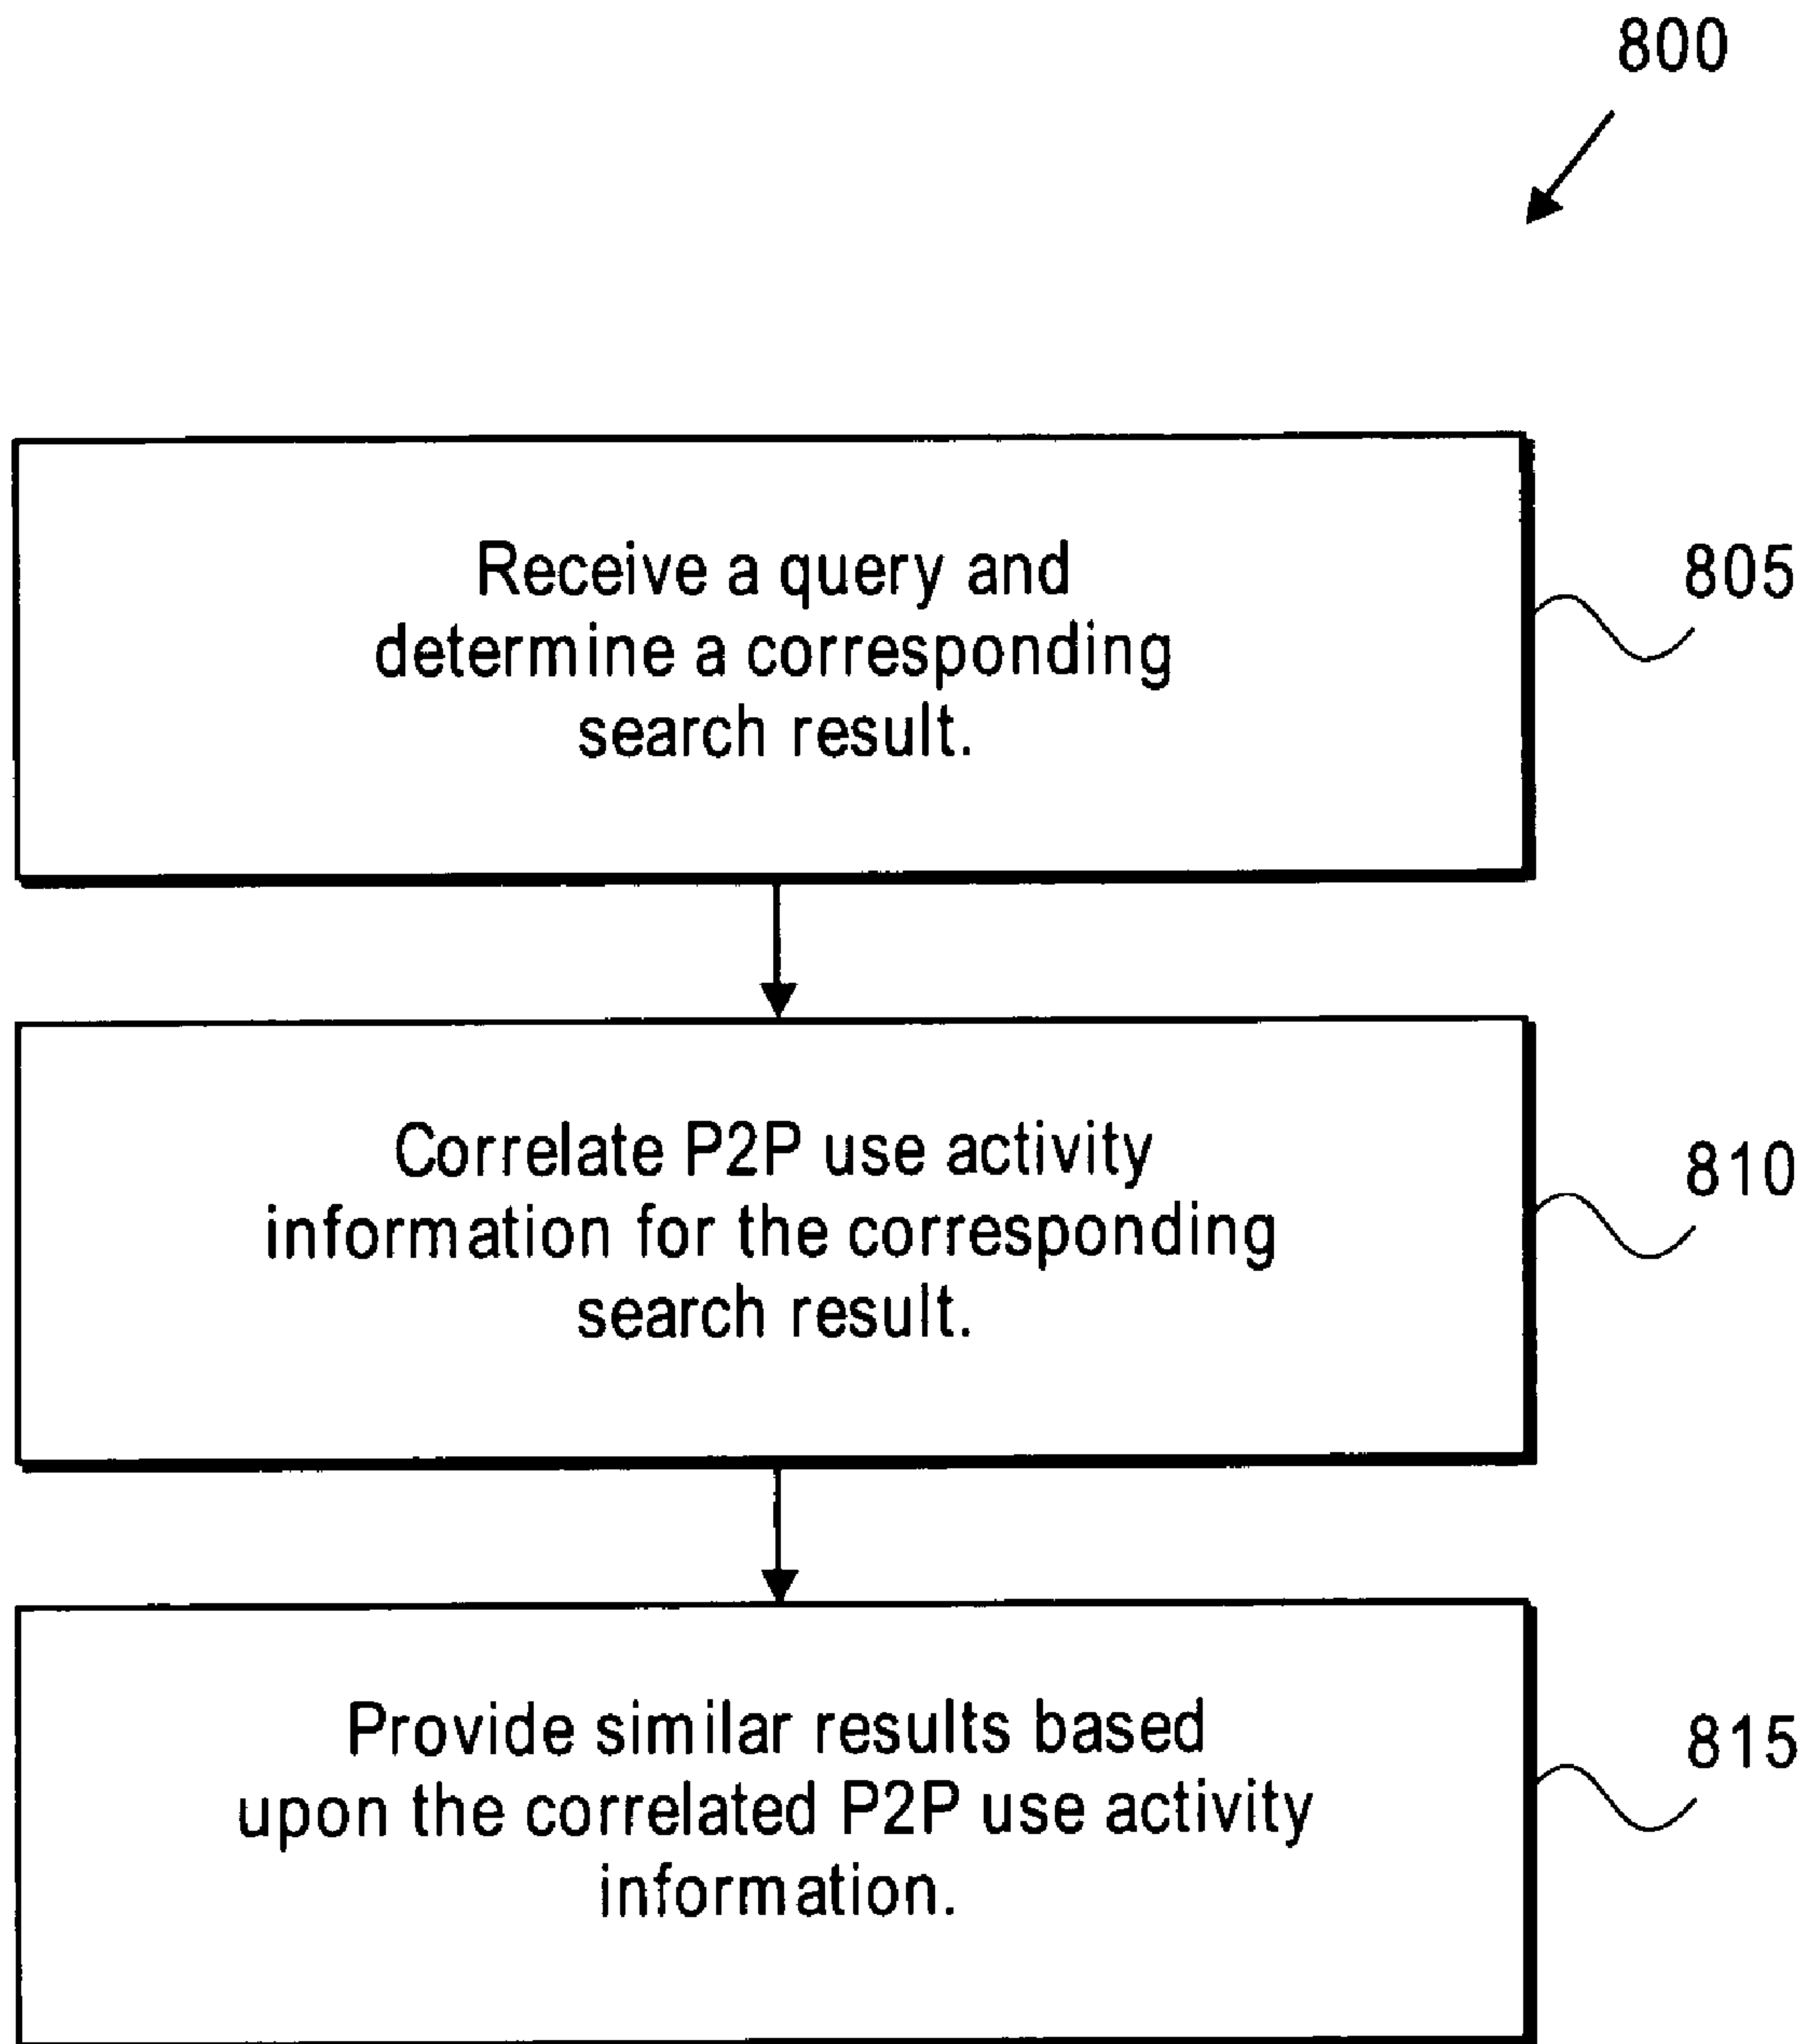 800
Receive a query and
determine a corresponding
search result.
805
Correlate P2P use activity
information for the corresponding
search result.
810
Provide similar results based
upon the correlated P2P use activity
information.
815